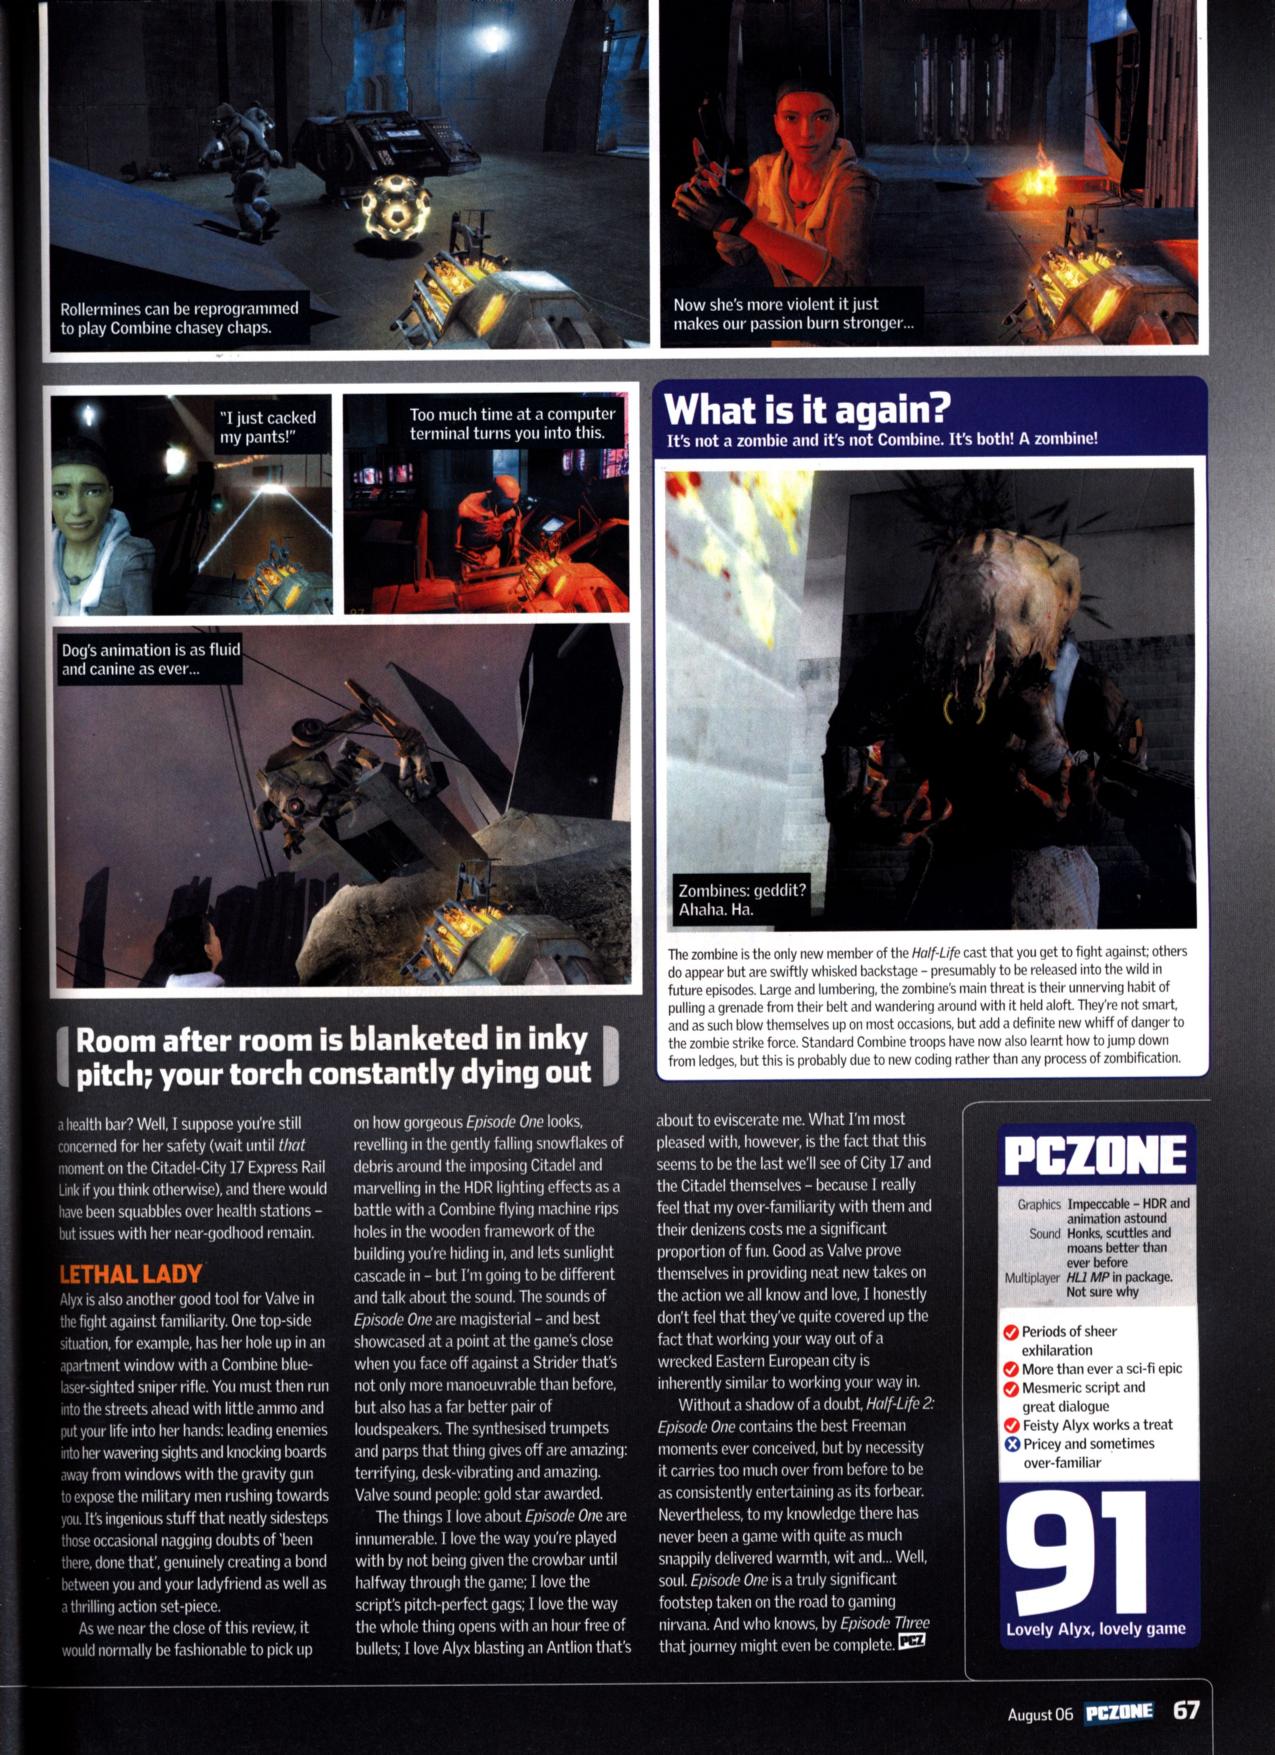 Rollermines can be reprogrammed
to play Combine chasey chaps.
Now she's more violent it just
makes our passion burn stronger...
"I just cacked
my pants!"
Too much time at a computer
terminal turns you into this.
Dog's animation is as fluid
and canine as ever...
What is it again?
It's not a zombie and it's not Combine. It's both! A zombine!
Zombines: geddit?
Ahaha. Ha.
The zombine is the only new member of the Half-Life cast that you get to fight against; others
do appear but are swiftly whisked backstage – presumably to be released into the wild in
future episodes. Large and lumbering, the zombine's main threat is their unnerving habit of
pulling a grenade from their belt and wandering around with it held aloft. They're not smart,
and as such blow themselves up on most occasions, but add a definite new whiff of danger to
the zombie strike force. Standard Combine troops have now also learnt how to jump down
from ledges, but this is probably due to new coding rather than any process of zombification.
Room after room is blanketed in inky
pitch; your torch constantly dying out
a health bar? Well, I suppose you're still
concerned for her safety (wait until that
moment on the Citadel-City 17 Express Rail
Link if you think otherwise), and there would
have been squabbles over health stations –
but issues with her near-godhood remain.
LETHAL LADY
Alyx is also another good tool for Valve in
the fight against familiarity. One top-side
situation, for example, has her hole up in an
apartment window with a Combine blue-
laser-sighted sniper rifle. You must then run
into the streets ahead with little ammo and
put your life into her hands: leading enemies
into her wavering sights and knocking boards
away from windows with the gravity gun
to expose the military men rushing towards
you. It's ingenious stuff that neatly sidesteps
those occasional nagging doubts of 'been
there, done that', genuinely creating a bond
between you and your ladyfriend as well as
a thrilling action set-piece.
As we near the close of this review, it
would normally be fashionable to pick up
on how gorgeous Episode One looks,
revelling in the gently falling snowflakes of
debris around the imposing Citadel and
marvelling in the HDR lighting effects as a
battle with a Combine flying machine rips
holes in the wooden framework of the
building you're hiding in, and lets sunlight
cascade in – but I'm going to be different
and talk about the sound. The sounds of
Episode One are magisterial – and best
showcased at a point at the game's close
when you face off against a Strider that's
not only more manoeuvrable than before,
but also has a far better pair of
loudspeakers. The synthesised trumpets
and parps that thing gives off are amazing:
terrifying, desk-vibrating and amazing.
Valve sound people: gold star awarded.
The things I love about Episode One are
innumerable. I love the way you're played
with by not being given the crowbar until
halfway through the game; I love the
script's pitch-perfect gags; I love the way
the whole thing opens with an hour free of
bullets; I love Alyx blasting an Antlion that's
about to eviscerate me. What I'm most
pleased with, however, is the fact that this
seems to be the last we'll see of City 17 and
the Citadel themselves – because I really
feel that my over-familiarity with them and
their denizens costs me a significant
proportion of fun. Good as Valve prove
themselves in providing neat new takes on
the action we all know and love, I honestly
don't feel that they've quite covered up the
fact that working your way out of a
wrecked Eastern European city is
inherently similar to working your way in.
Without a shadow of a doubt, Half-Life 2:
Episode One contains the best Freeman
moments ever conceived, but by necessity
it carries too much over from before to be
as consistently entertaining as its forbear.
Nevertheless, to my knowledge there has
never been a game with quite as much
snappily delivered warmth, wit and... Well,
soul. Episode One is a truly significant
footstep taken on the road to gaming
nirvana. And who knows, by Episode Three
that journey might even be complete. PCZ
PCZONE
Graphics Impeccable – HDR and
animation astound
Sound Honks, scuttles and
moans better than
ever before
Multiplayer HL1 MP in package.
Not sure why
Periods of sheer
exhilaration
More than ever a sci-fi epic
Mesmeric script and
great dialogue
Feisty Alyx works a treat
Pricey and sometimes
over-familiar
91
Lovely Alyx, lovely game
August 06 PCZONE 67